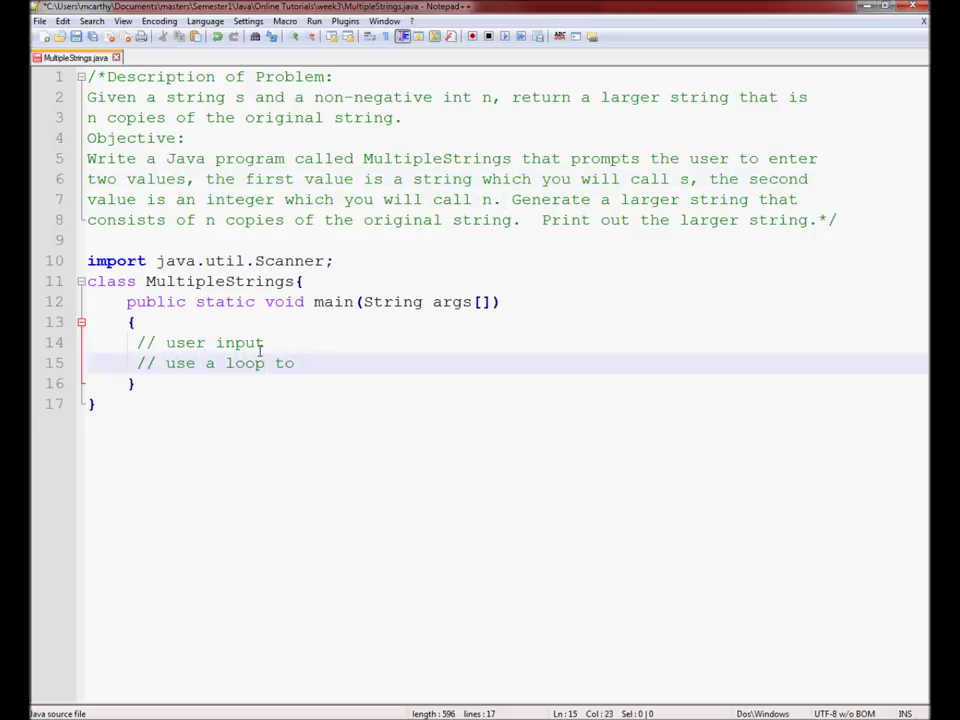 *C:\Users\mcarthy\Documents\masters\Semester1\Java\Online Tutorials\week3\MultipleStrings.java - Notepad++
File Edit Search View Encoding Language Settings Macro Run Plugins Window ? X
MultipleStrings.java
1 /*Description of Problem:
2 Given a string s and a non-negative int n, return a larger string that is
3 n copies of the original string.
4 Objective:
5 Write a Java program called MultipleStrings that prompts the user to enter
6 two values, the first value is a string which you will call s, the second
7 value is an integer which you will call n. Generate a larger string that
8 consists of n copies of the original string.  Print out the larger string.*/
9
10 import java.util.Scanner;
11 class MultipleStrings{
12 public static void main(String args[])
13 {
14 // user input
15 // use a loop to
16 }
17 }
Java source file length : 596 lines : 17 Ln : 15 Col : 23 Sel : 0 | 0 Dos\Windows UTF-8 w/o BOM INS